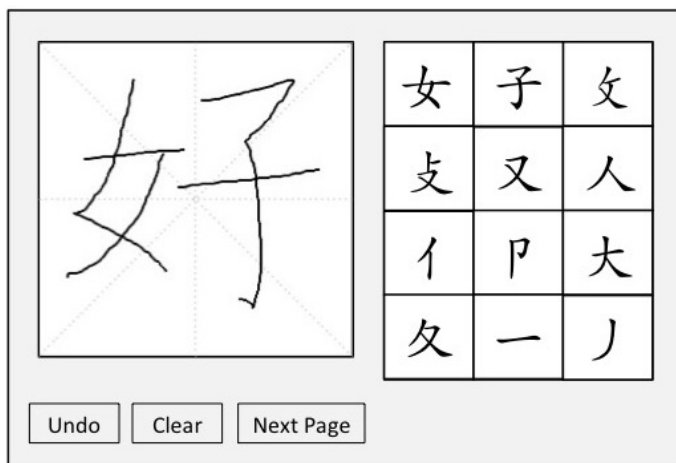 好
女 子 攵
攴 又 人
亻 卩 大
夂 一 丿
Undo Clear Next Page